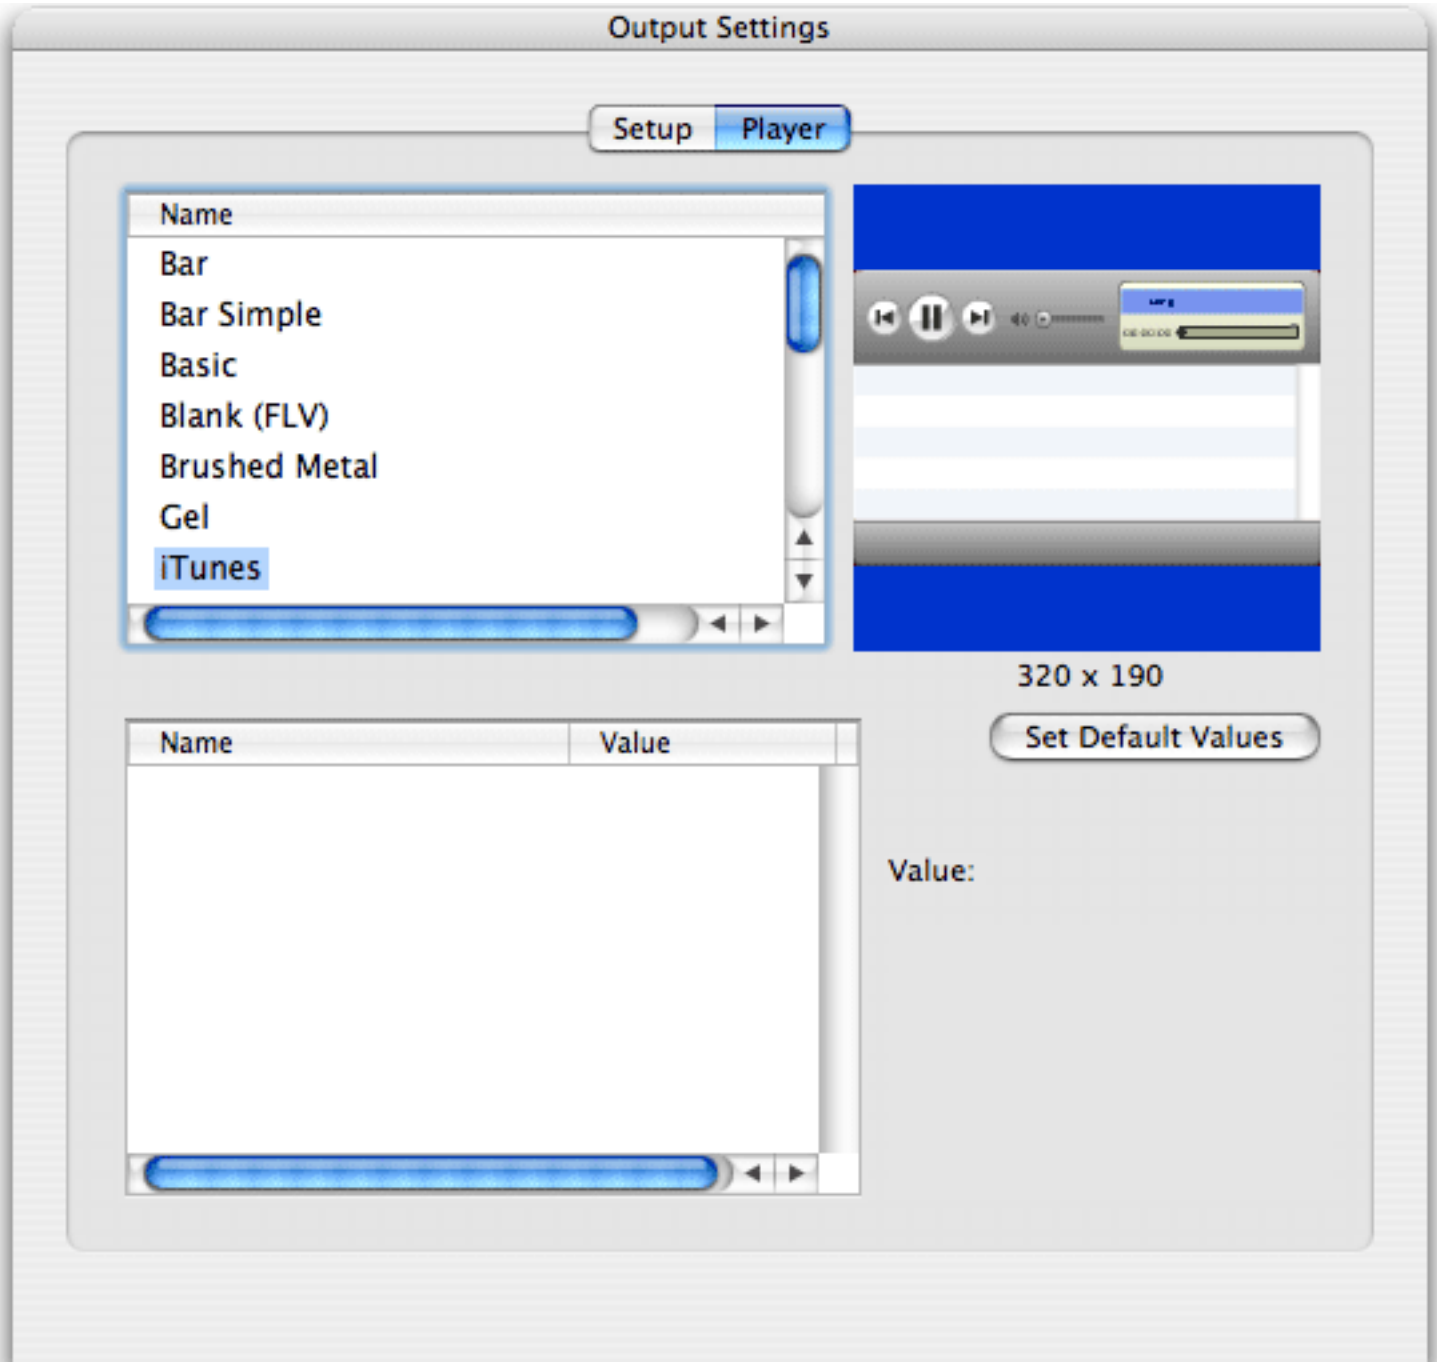 Output Settings
Setup
Player
Name
Bar
Bar Simple
Basic
Blank (FLV)
Brushed Metal
Gel
iTunes
320 x 190
Set Default Values
Name
Value
Value: